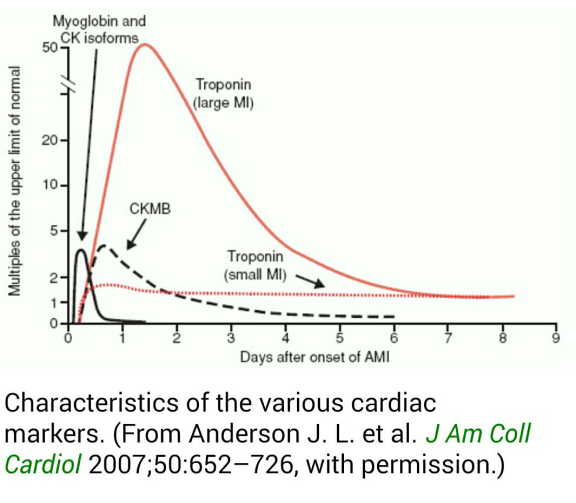 Myoglobin and
CK isoforms
50
Troponin
(large MI)
20
10
CKMB
5
Troponin
(small MI)
2
1
0
Multiples of the upper limit of normal
0 1 2 3 4 5 6 7 8 9
Days after onset of AMI
Characteristics of the various cardiac
markers. (From Anderson J. L. et al. J Am Coll
Cardiol 2007;50:652–726, with permission.)